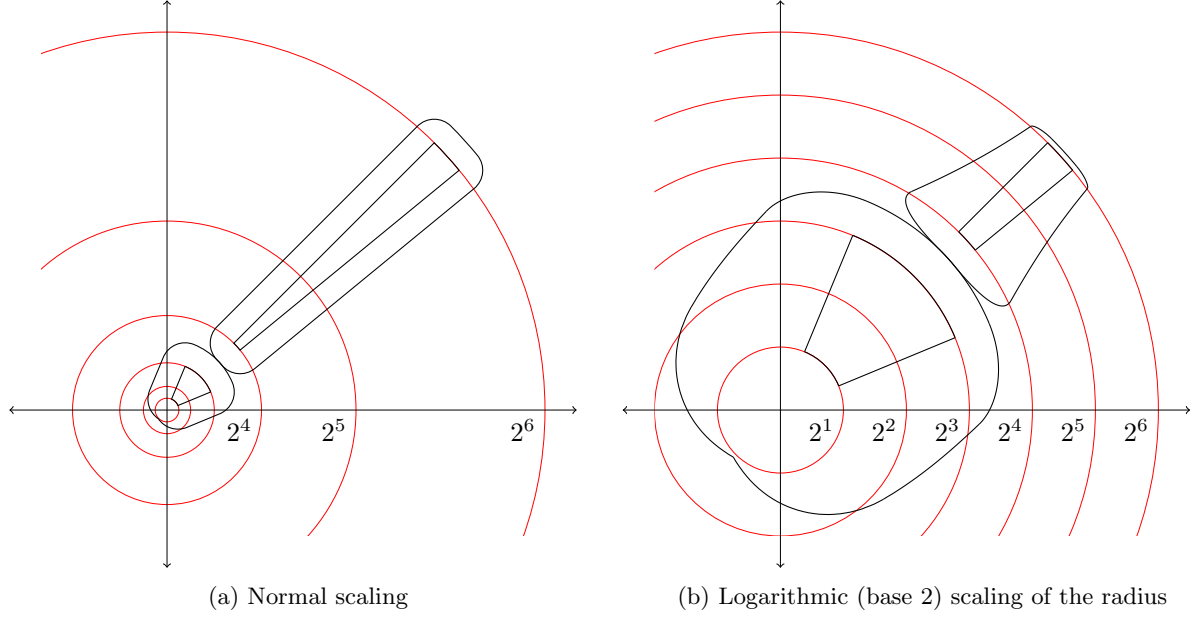 2^4 2^5 2^6
2^1 2^2 2^3 2^4 2^5 2^6
(a) Normal scaling
(b) Logarithmic (base 2) scaling of the radius